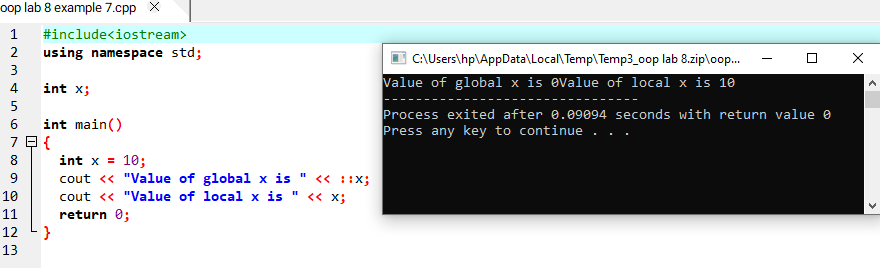 oop lab 8 example 7.cpp
1 #include<iostream>
2 using namespace std;
3
4 int x;
5
6 int main()
7 {
8 int x = 10;
9 cout << "Value of global x is " << ::x;
10 cout << "Value of local x is " << x;
11 return 0;
12 }
13
C:\Users\hp\AppData\Local\Temp\Temp3_oop lab 8.zip\oop...
Value of global x is 0Value of local x is 10
--------------------------------
Process exited after 0.09094 seconds with return value 0
Press any key to continue . . .